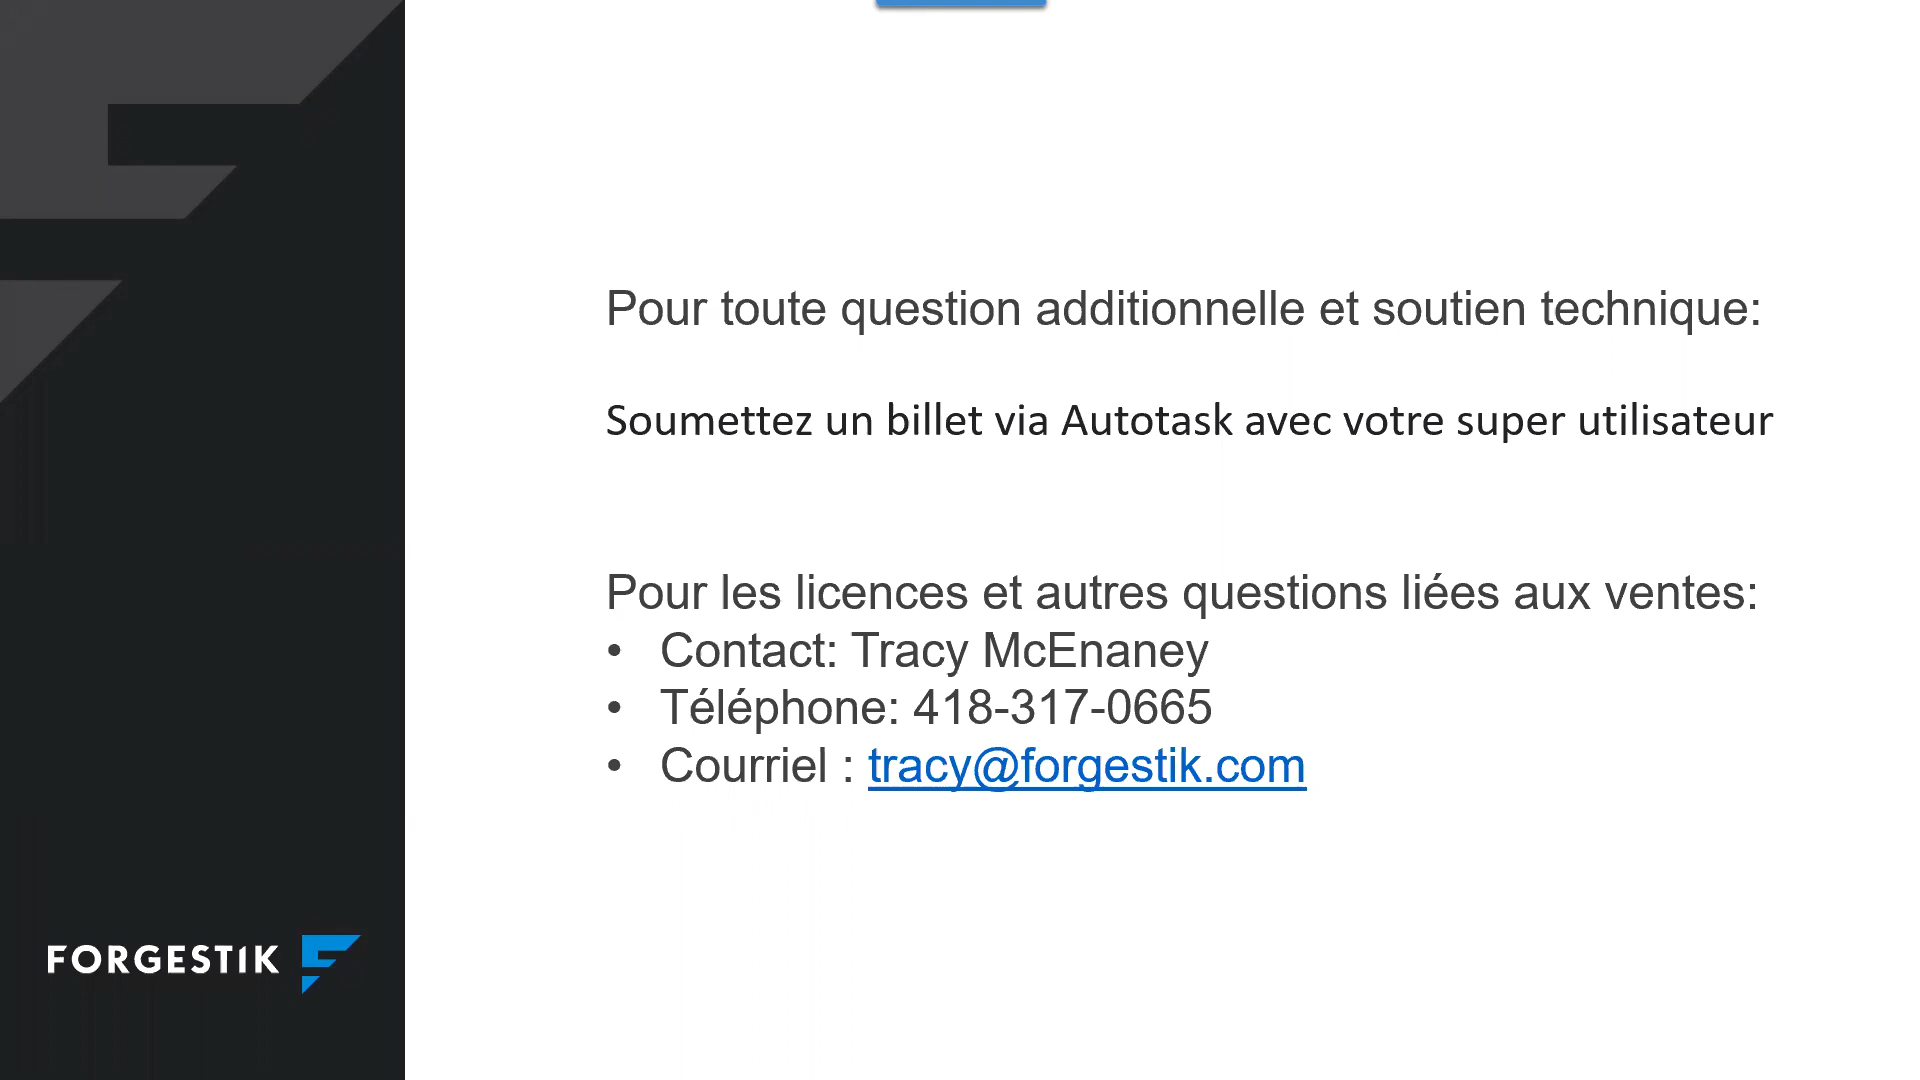 Pour toute question additionnelle et soutien technique:
Soumettez un billet via Autotask avec votre super utilisateur
Pour les licences et autres questions liées aux ventes:
• Contact: Tracy McEnaney
• Téléphone: 418-317-0665
• Courriel : tracy@forgestik.com
FORGESTIK